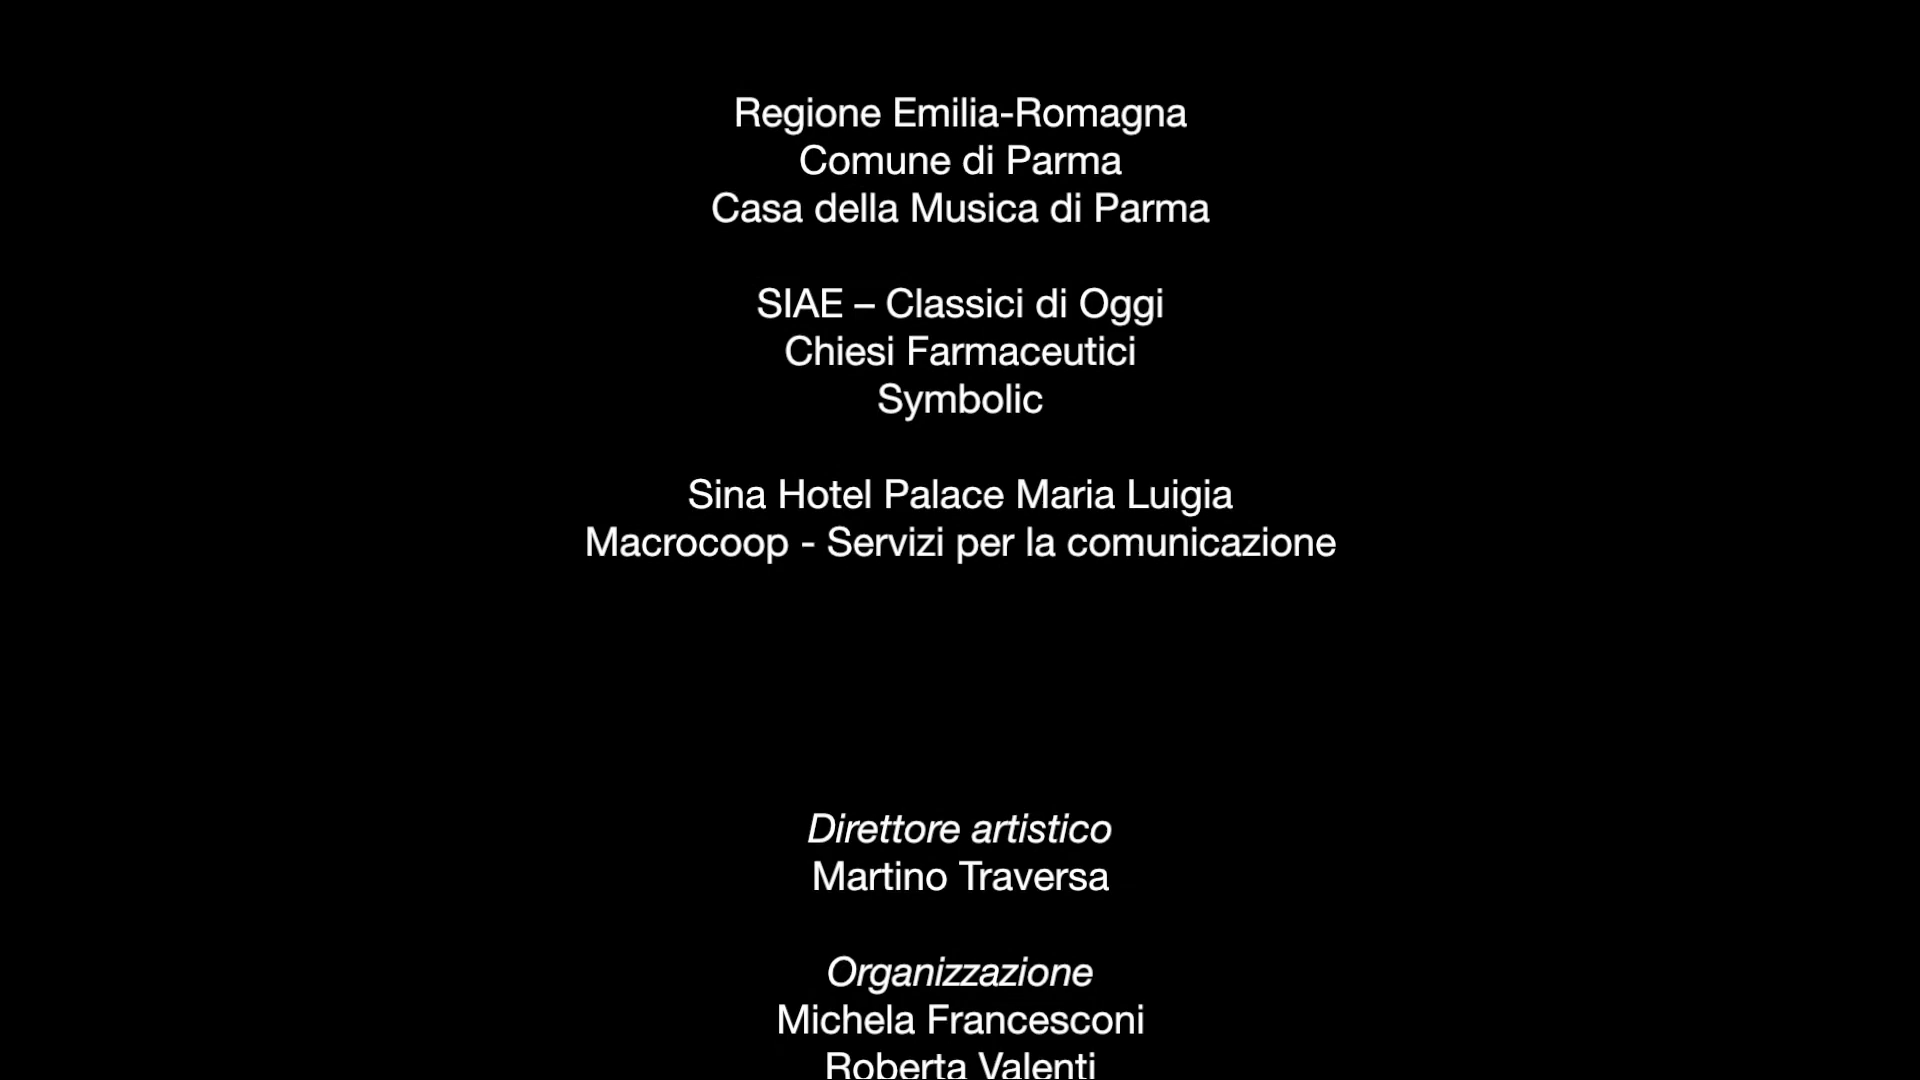 Regione Emilia-Romagna
Comune di Parma
Casa della Musica di Parma
SIAE – Classici di Oggi
Chiesi Farmaceutici
Symbolic
Sina Hotel Palace Maria Luigia
Macrocoop - Servizi per la comunicazione
Direttore artistico
Martino Traversa
Organizzazione
Michela Francesconi
Roberta Valenti